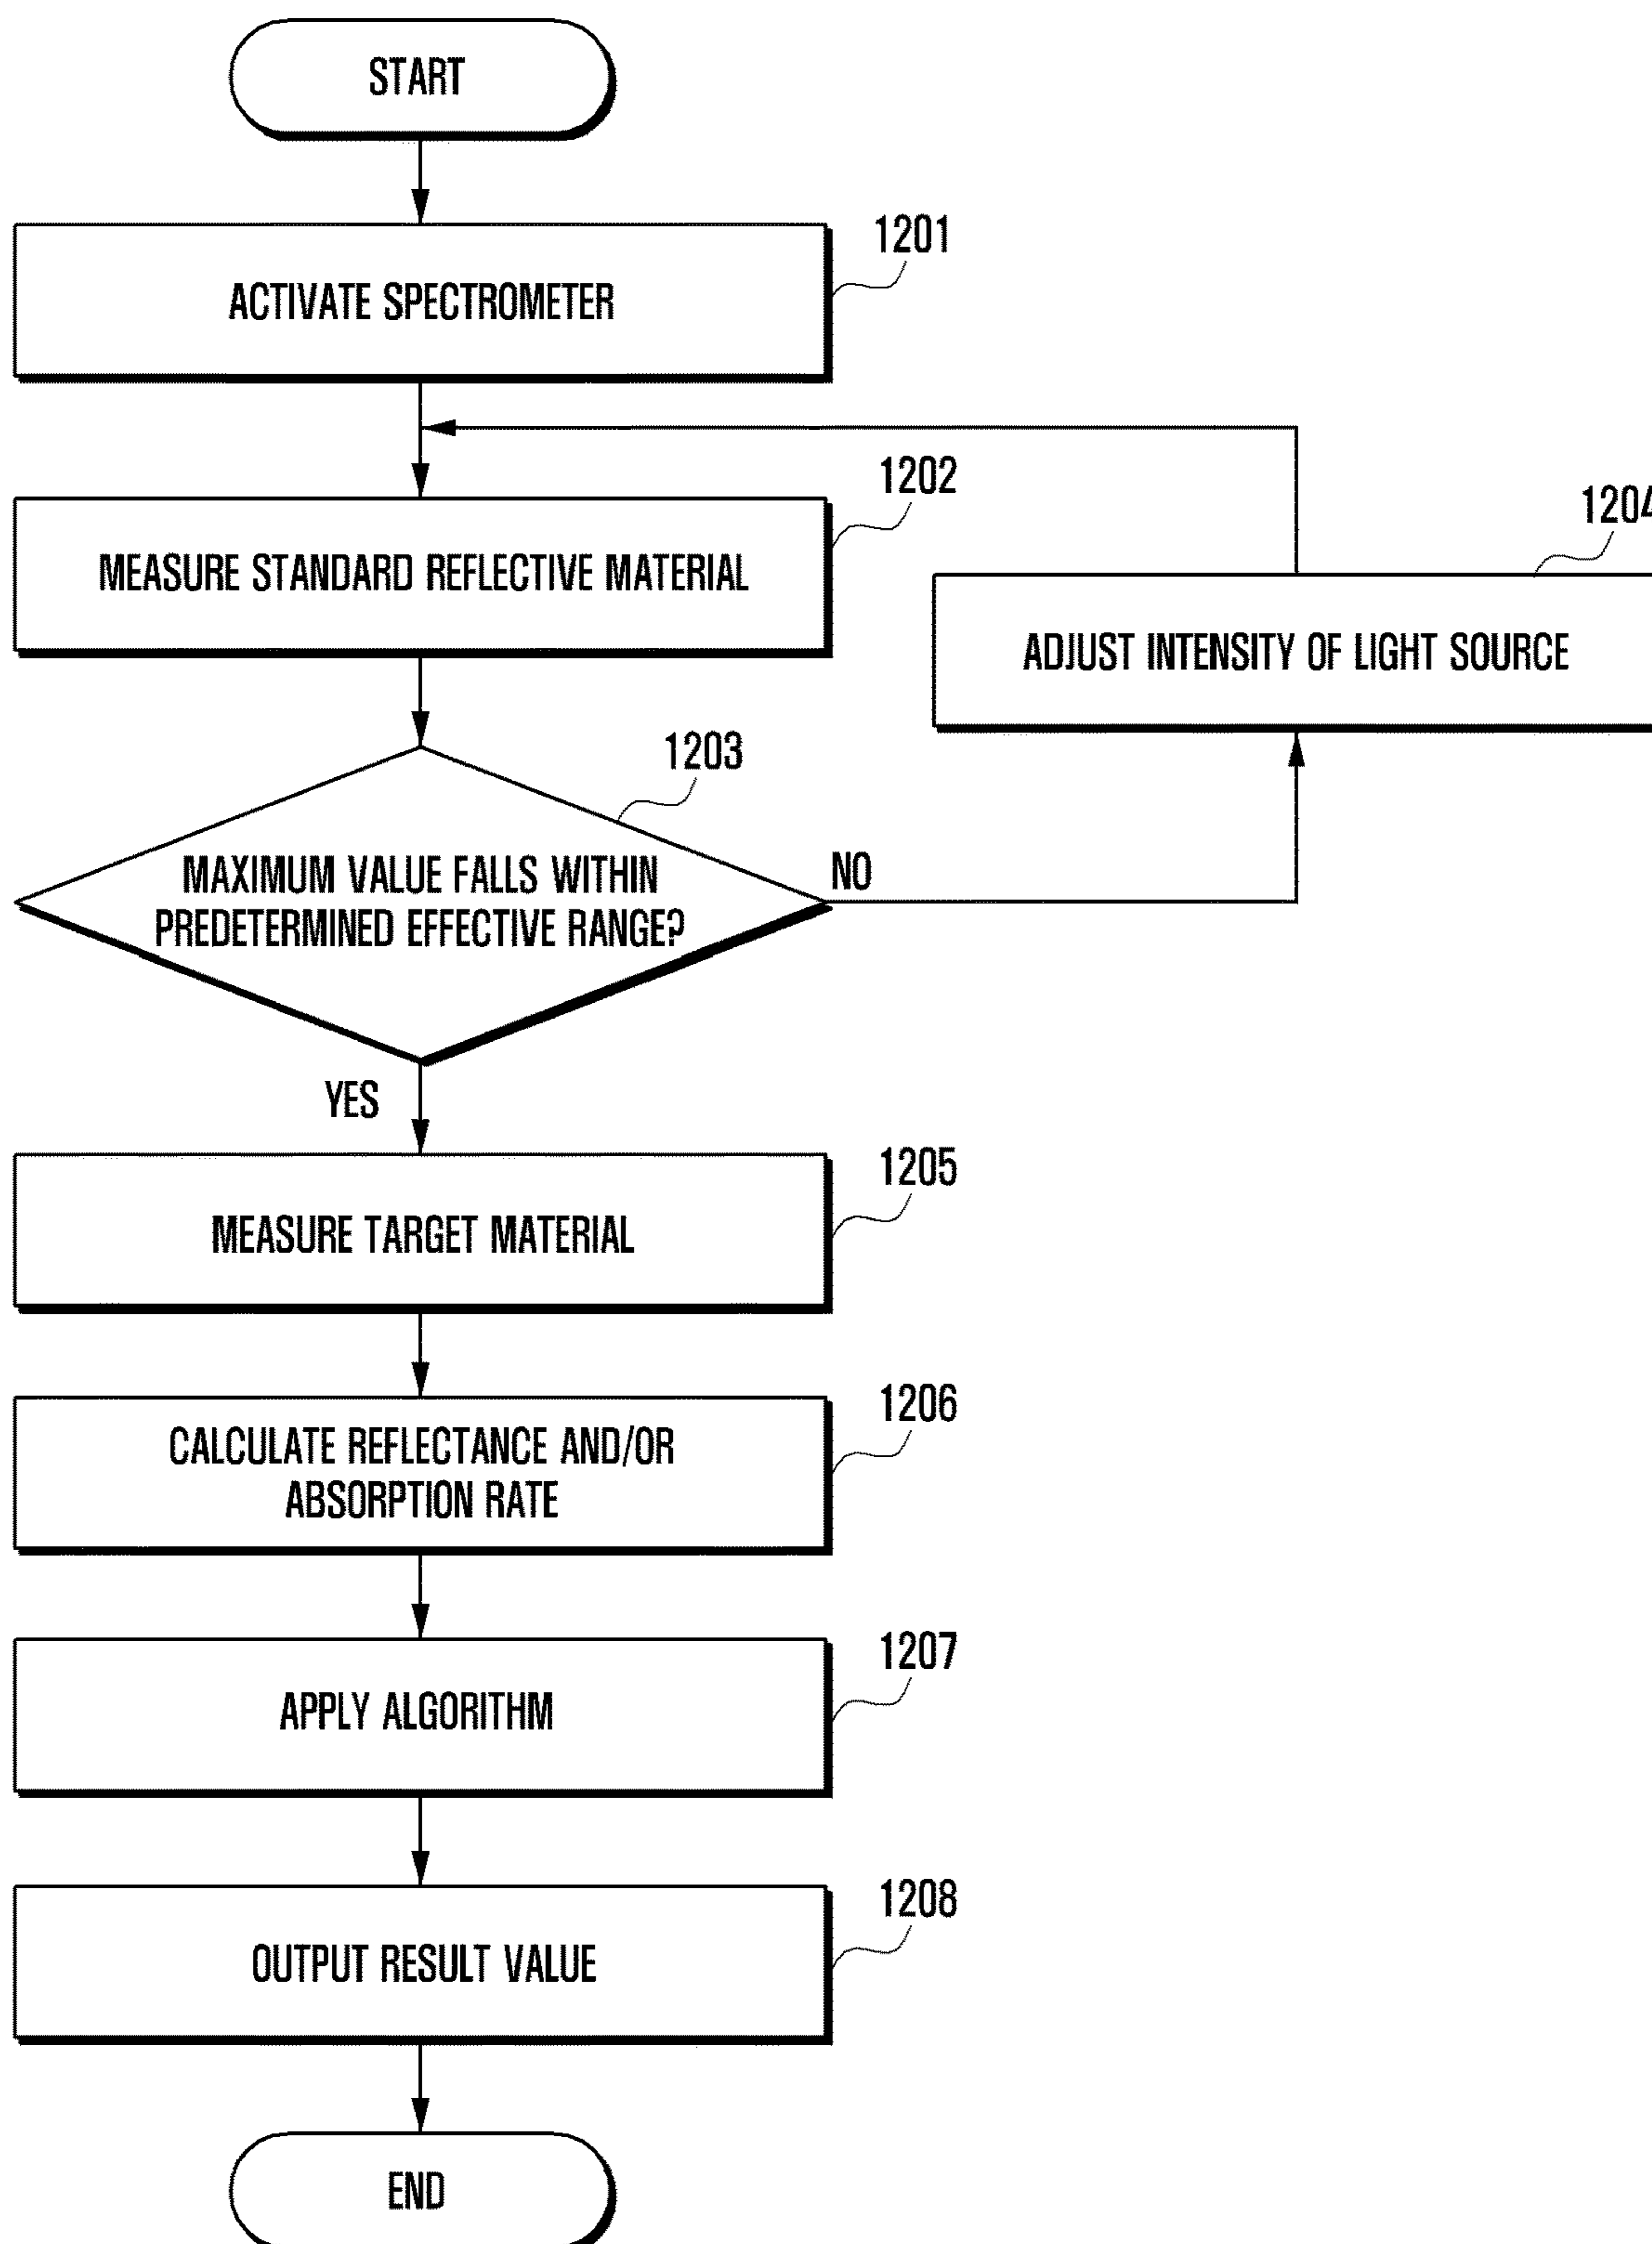 START
1201
ACTIVATE SPECTROMETER
1202
MEASURE STANDARD REFLECTIVE MATERIAL
1204
ADJUST INTENSITY OF LIGHT SOURCE
1203
MAXIMUM VALUE FALLS WITHIN
PREDETERMINED EFFECTIVE RANGE?
NO
YES
1205
MEASURE TARGET MATERIAL
1206
CALCULATE REFLECTANCE AND/OR
ABSORPTION RATE
1207
APPLY ALGORITHM
1208
OUTPUT RESULT VALUE
END